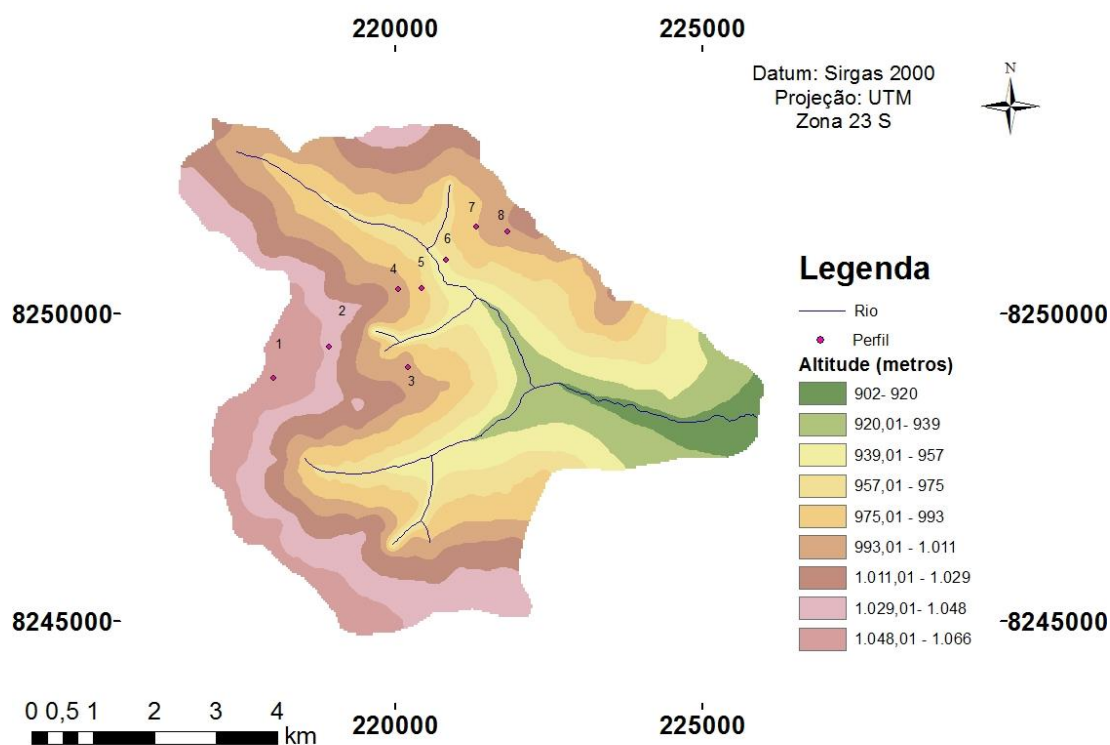 220000
225000
Datum: Sirgas 2000
Projeção: UTM
Zona 23 S
N
7
8
6
4
5
2
1
3
8250000
8250000
8245000
8245000
Legenda
Rio
Perfil
Altitude (metros)
902- 920
920,01- 939
939,01 - 957
957,01 - 975
975,01 - 993
993,01 - 1.011
1.011,01 - 1.029
1.029,01- 1.048
1.048,01 - 1.066
0 0,5 1 2 3 4
km
220000
225000